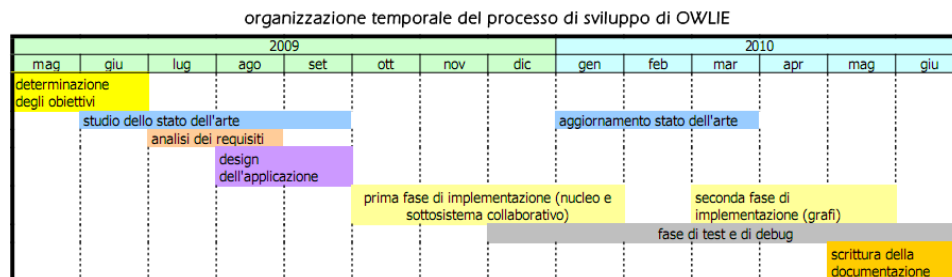 organizzazione temporale del processo di sviluppo di OWLIE
2009 2010
mag giu lug ago set ott nov dic gen feb mar apr mag giu
determinazione
degli obiettivi
studio dello stato dell'arte aggiornamento stato dell'arte
analisi dei requisiti
design
dell'applicazione
prima fase di implementazione (nucleo e
sottosistema collaborativo)
seconda fase di
implementazione (grafi)
fase di test e di debug
scrittura della
documentazione